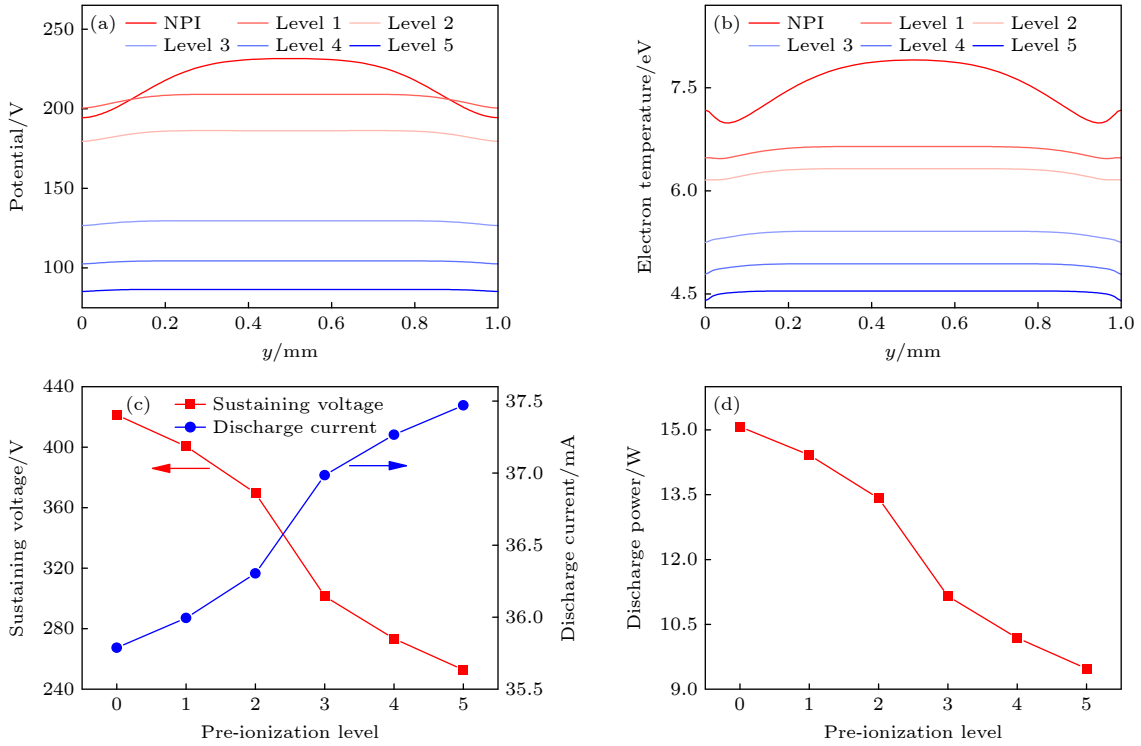 (a) NPI Level 1 Level 2
Level 3 Level 4 Level 5
250
200
150
100
Potential/V
0 0.2 0.4 0.6 0.8 1.0
y/mm
(b) NPI Level 1 Level 2
Level 3 Level 4 Level 5
7.5
6.0
4.5
Electron temperature/eV
0 0.2 0.4 0.6 0.8 1.0
y/mm
(c) Sustaining voltage
Discharge current
440
400
360
320
280
240
Sustaining voltage/V
37.5
37.0
36.5
36.0
35.5
Discharge current/mA
0 1 2 3 4 5
Pre-ionization level
(d)
15.0
13.5
12.0
10.5
9.0
Discharge power/W
0 1 2 3 4 5
Pre-ionization level